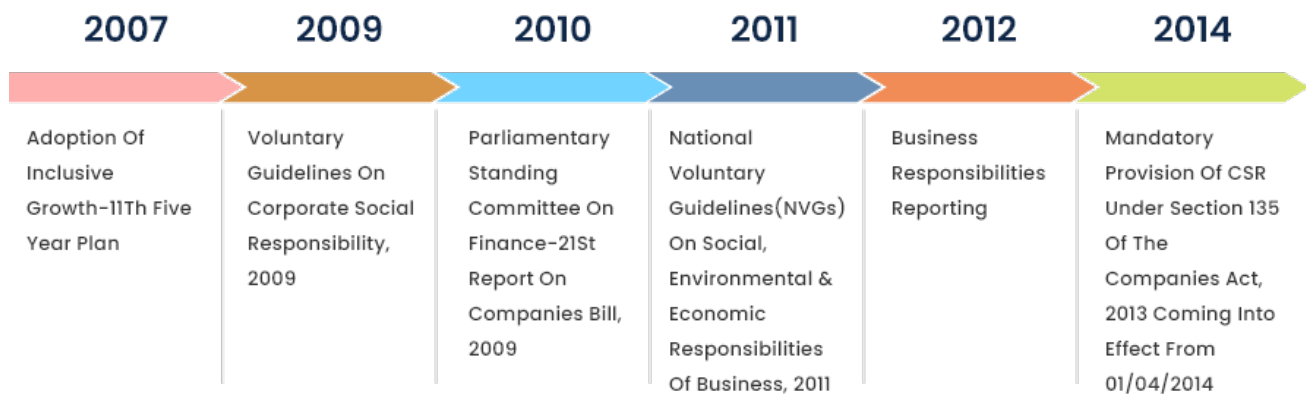 2007
2009
2010
2011
2012
2014
Adoption Of
Inclusive
Growth-11Th Five
Year Plan
Voluntary
Guidelines On
Corporate Social
Responsibility,
2009
Parliamentary
Standing
Committee On
Finance-21St
Report On
Companies Bill,
2009
National
Voluntary
Guidelines(NVGs)
On Social,
Environmental &
Economic
Responsibilities
Of Business, 2011
Business
Responsibilities
Reporting
Mandatory
Provision Of CSR
Under Section 135
Of The
Companies Act,
2013 Coming Into
Effect From
01/04/2014